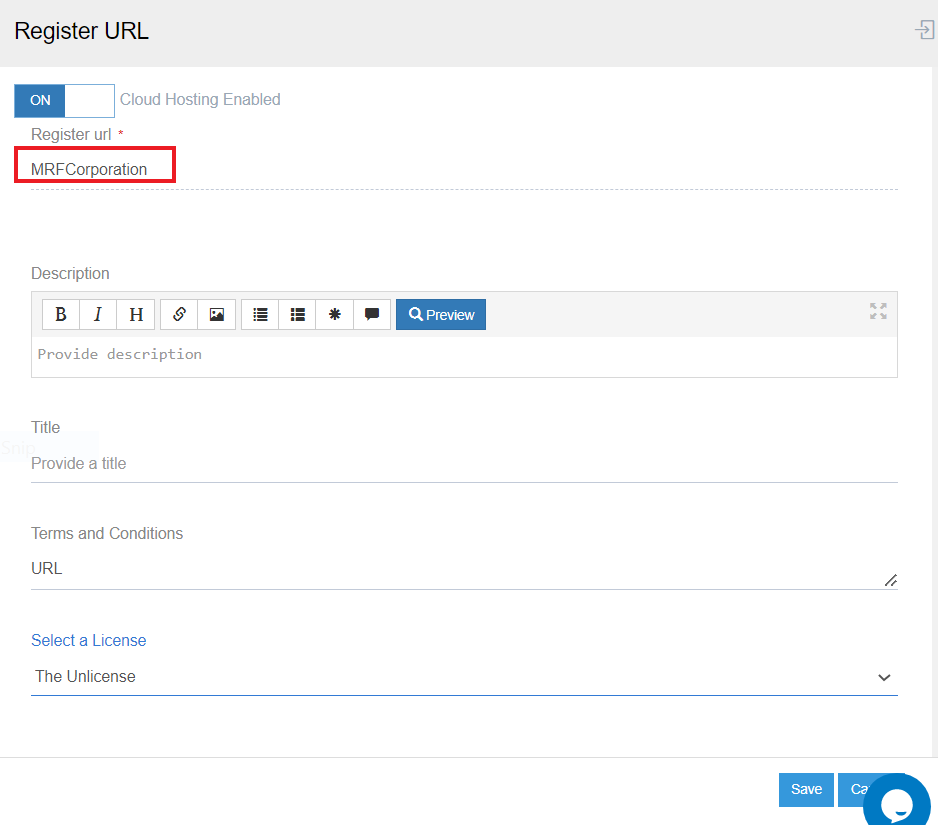 Register URL
ON Cloud Hosting Enabled
Register url *
MRFCorporation
Description
B I H Preview
Provide description
Title
Snip
Provide a title
Terms and Conditions
URL
Select a License
The Unlicense
Save Ca